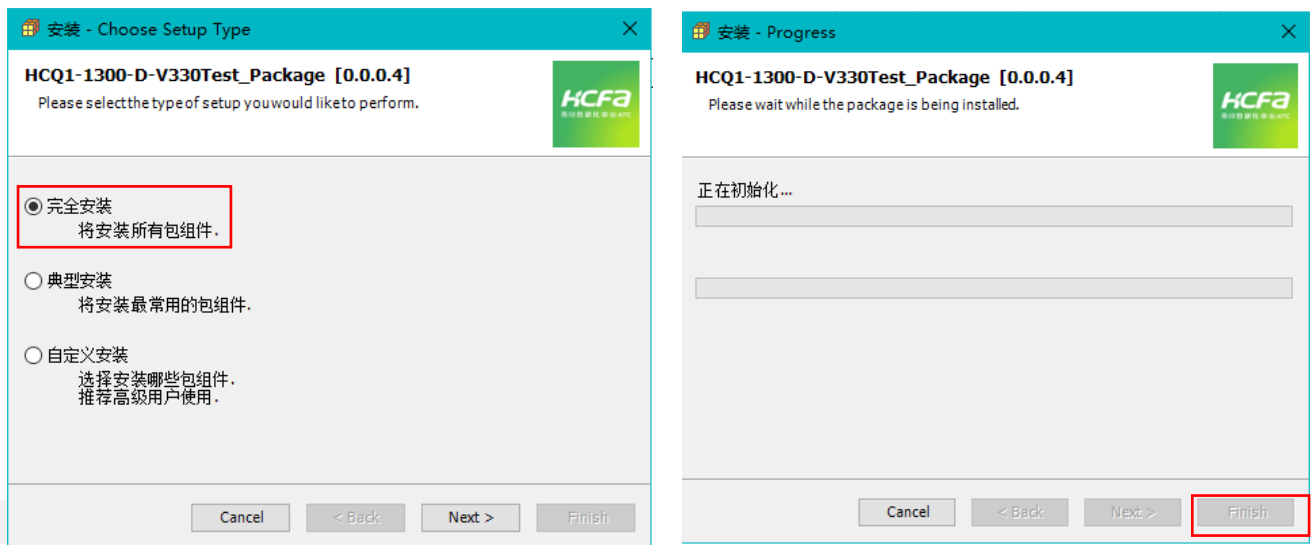 安装 - Choose Setup Type
HCQ1-1300-D-V330Test_Package [0.0.0.4]
Please select the type of setup you would like to perform.
HCFa
完全安装
将安装所有包组件.
典型安装
将安装最常用的包组件.
自定义安装
选择安装哪些包组件.
推荐高级用户使用.
Cancel
< Back
Next >
Finish
安装 - Progress
HCQ1-1300-D-V330Test_Package [0.0.0.4]
Please wait while the package is being installed.
HCFa
正在初始化...
Cancel
< Back
Next >
Finish